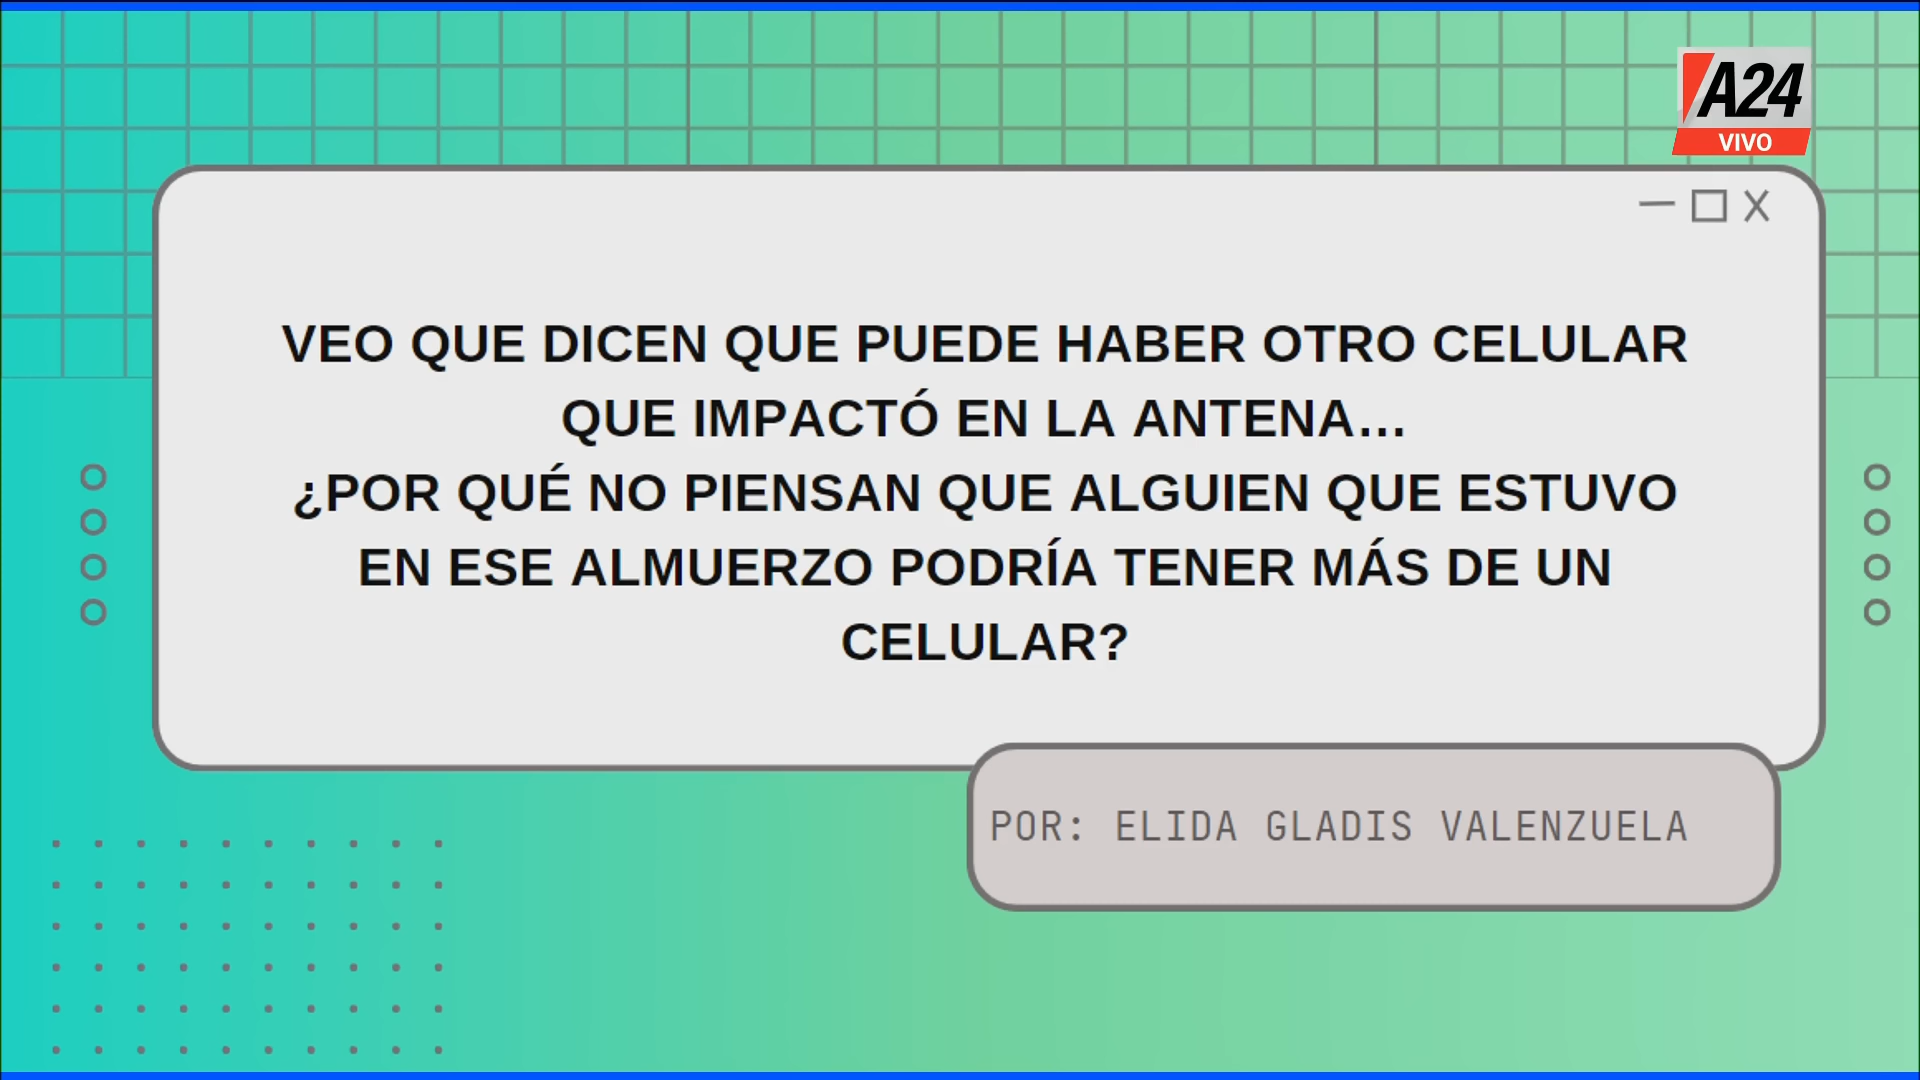 A24
VIVO
VEO QUE DICEN QUE PUEDE HABER OTRO CELULAR
QUE IMPACTÓ EN LA ANTENA...
¿POR QUÉ NO PIENSAN QUE ALGUIEN QUE ESTUVO
EN ESE ALMUERZO PODRÍA TENER MÁS DE UN
CELULAR?
POR: ELIDA GLADIS VALENZUELA